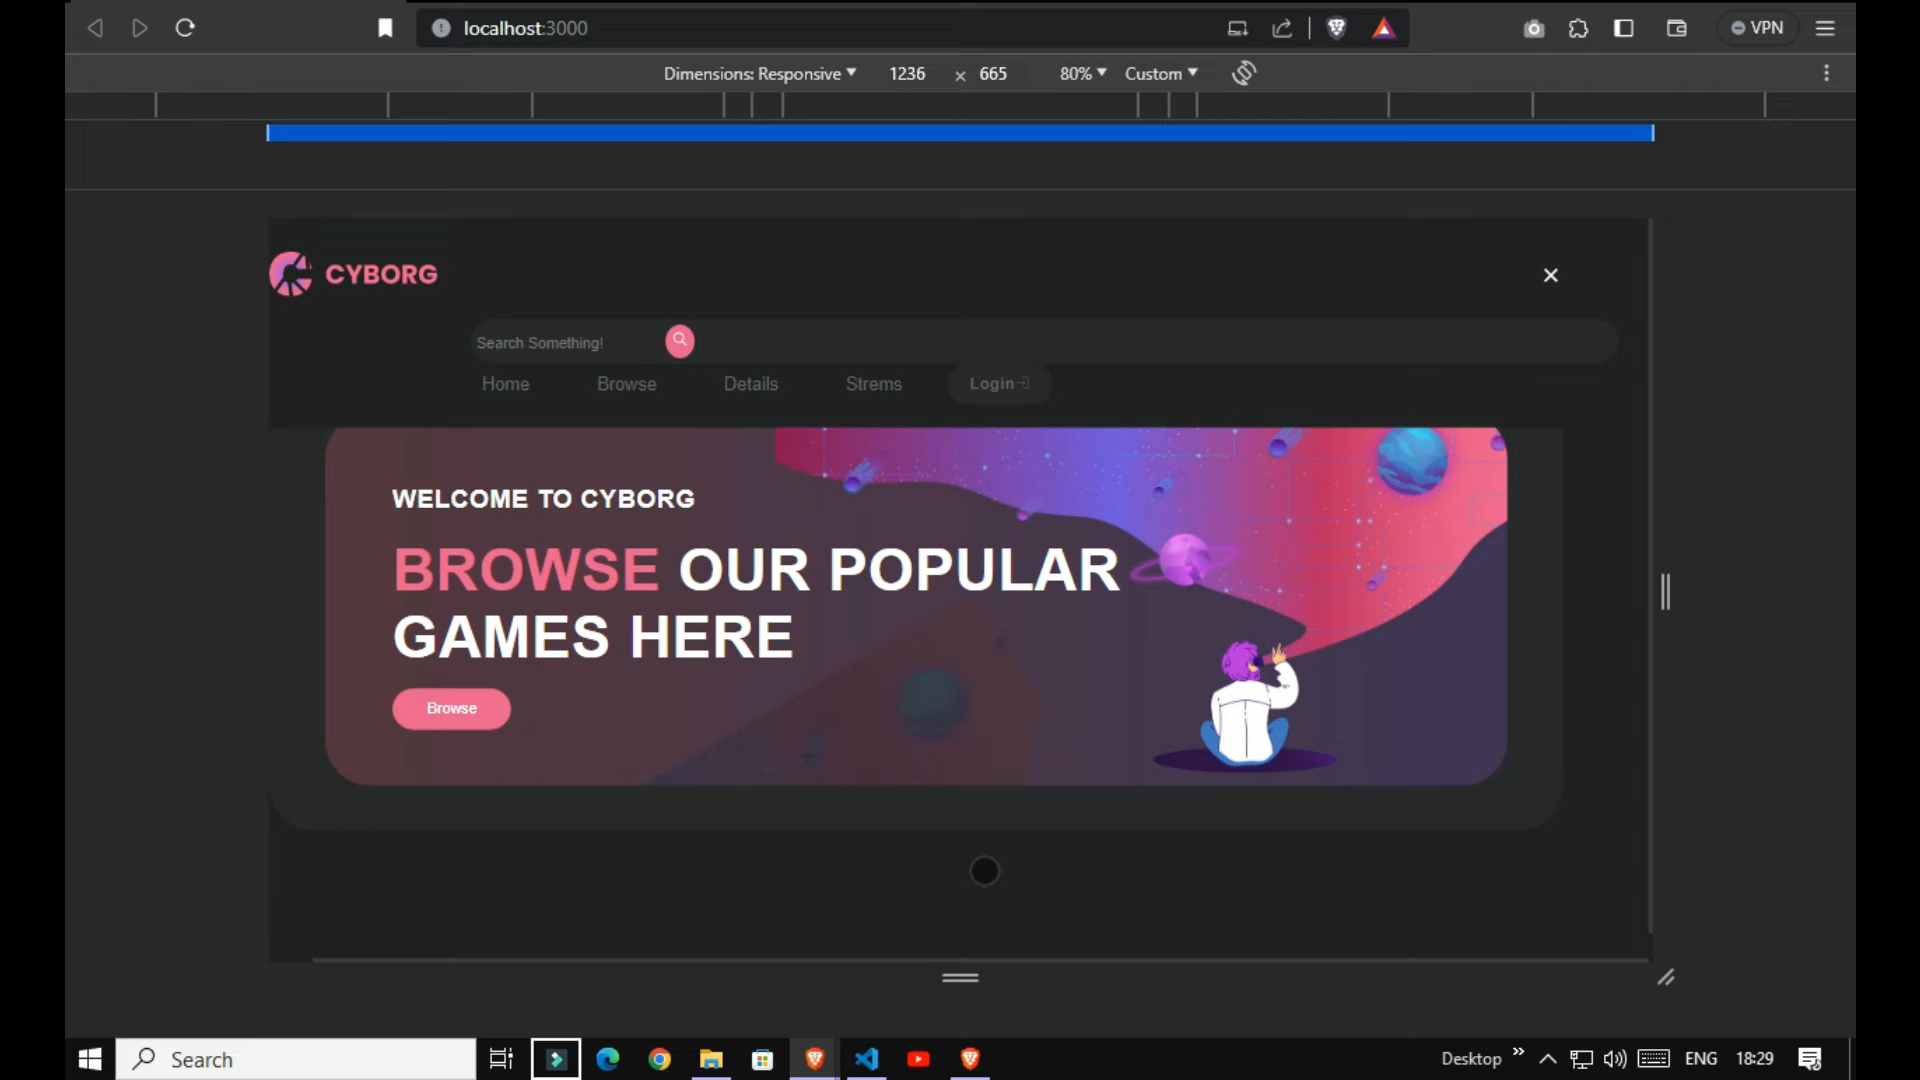 localhost:3000
VPN
Dimensions: Responsive 1236 × 665 80% Custom
CYBORG
Search Something!
Home Browse Details Strems Login
WELCOME TO CYBORG
BROWSE OUR POPULAR
GAMES HERE
Browse
Search
Desktop
ENG
18:29